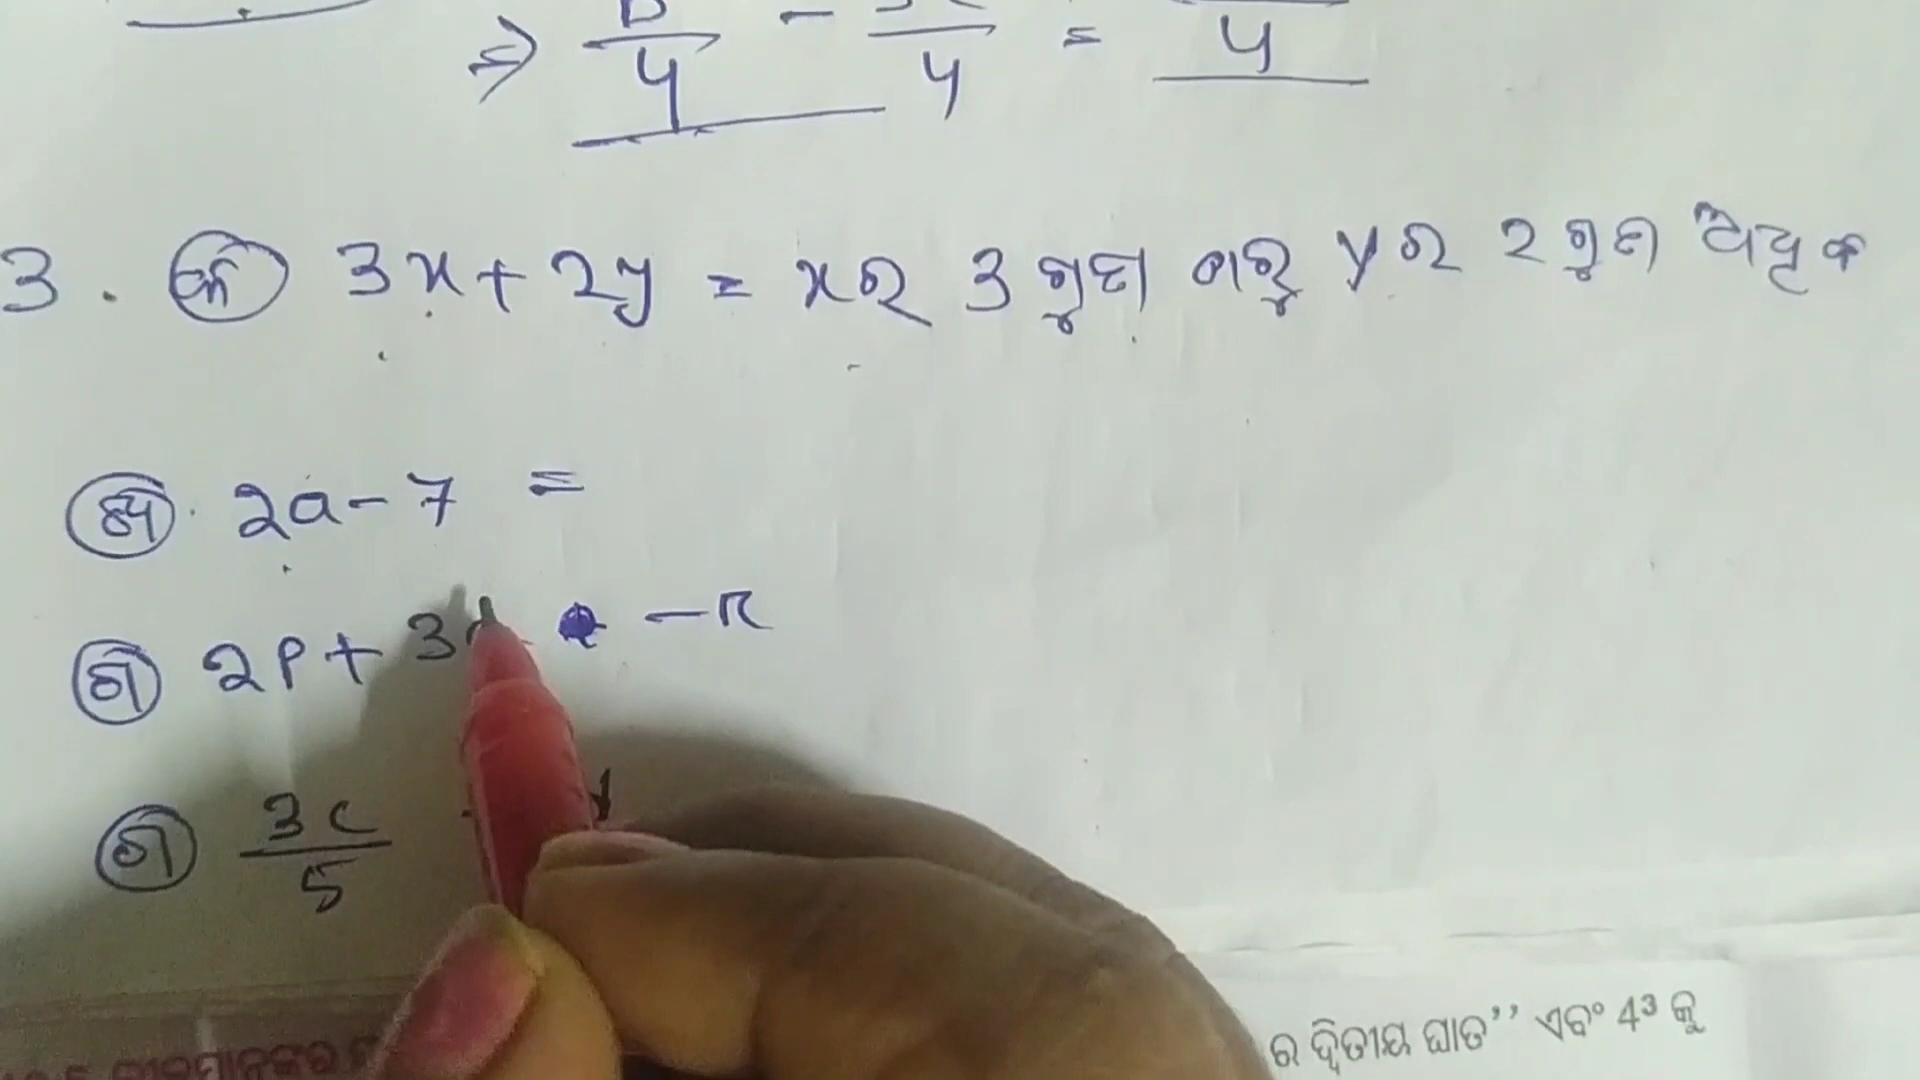 ⇒ 4 - 4 = 4
3. (କ) 3x + 2y = xର 3 ଗୁଣ ଠାରୁ yର 2 ଗୁଣ ଅଧିକ
(ଖ) 2a - 7 =
(ଗ) 2p + 3 - r
(ଗ) 3c/5
ର ଦ୍ୱିତୀୟ ଘାତ’’ ଏବଂ 4³ କୁ